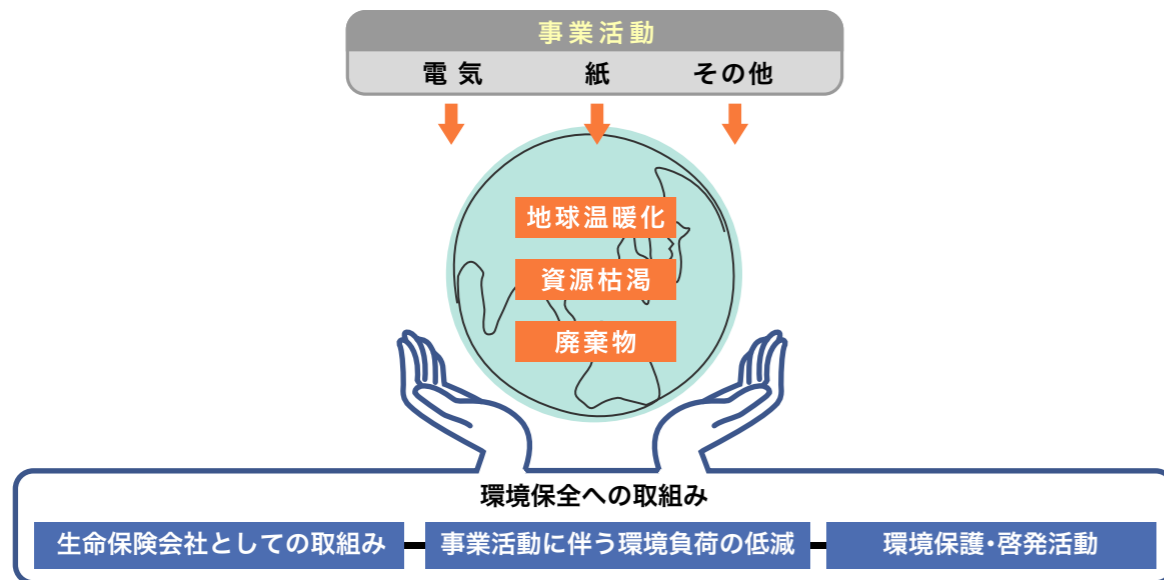 事業活動
電気 紙 その他
地球温暖化
資源枯渇
廃棄物
環境保全への取組み
生命保険会社としての取組み 事業活動に伴う環境負荷の低減 環境保護・啓発活動